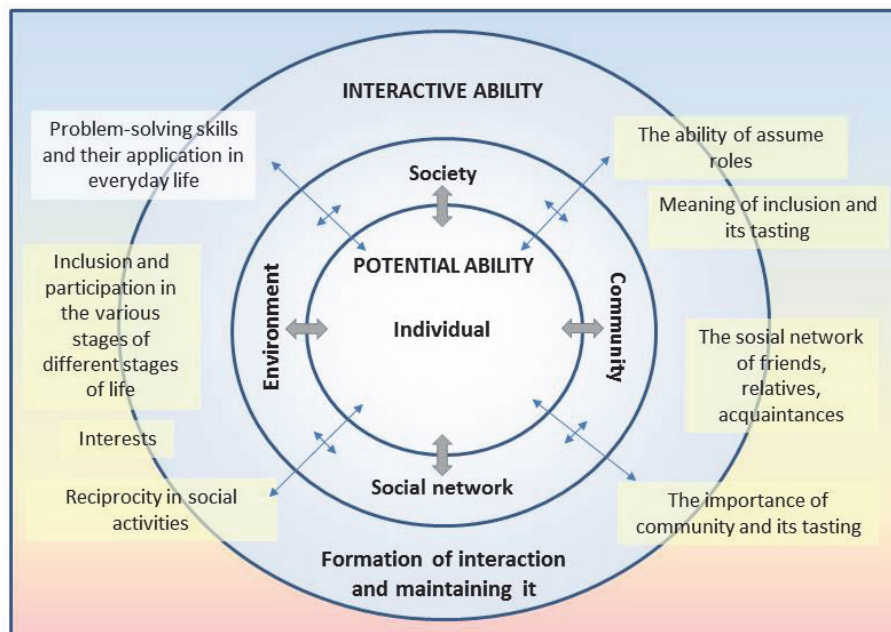 INTERACTIVE ABILITY
Problem-solving skills
and their application in
everyday life
The ability of assume
roles
Society
Meaning of inclusion and
its tasting
POTENTIAL ABILITY
Individual
Environment
Community
Inclusion and
participation in
the various
stages of
different stages
of life
The sosial network
of friends,
relatives,
acquaintances
Interests
Reciprocity in social
activities
Social network
The importance of
community and its tasting
Formation of interaction
and maintaining it